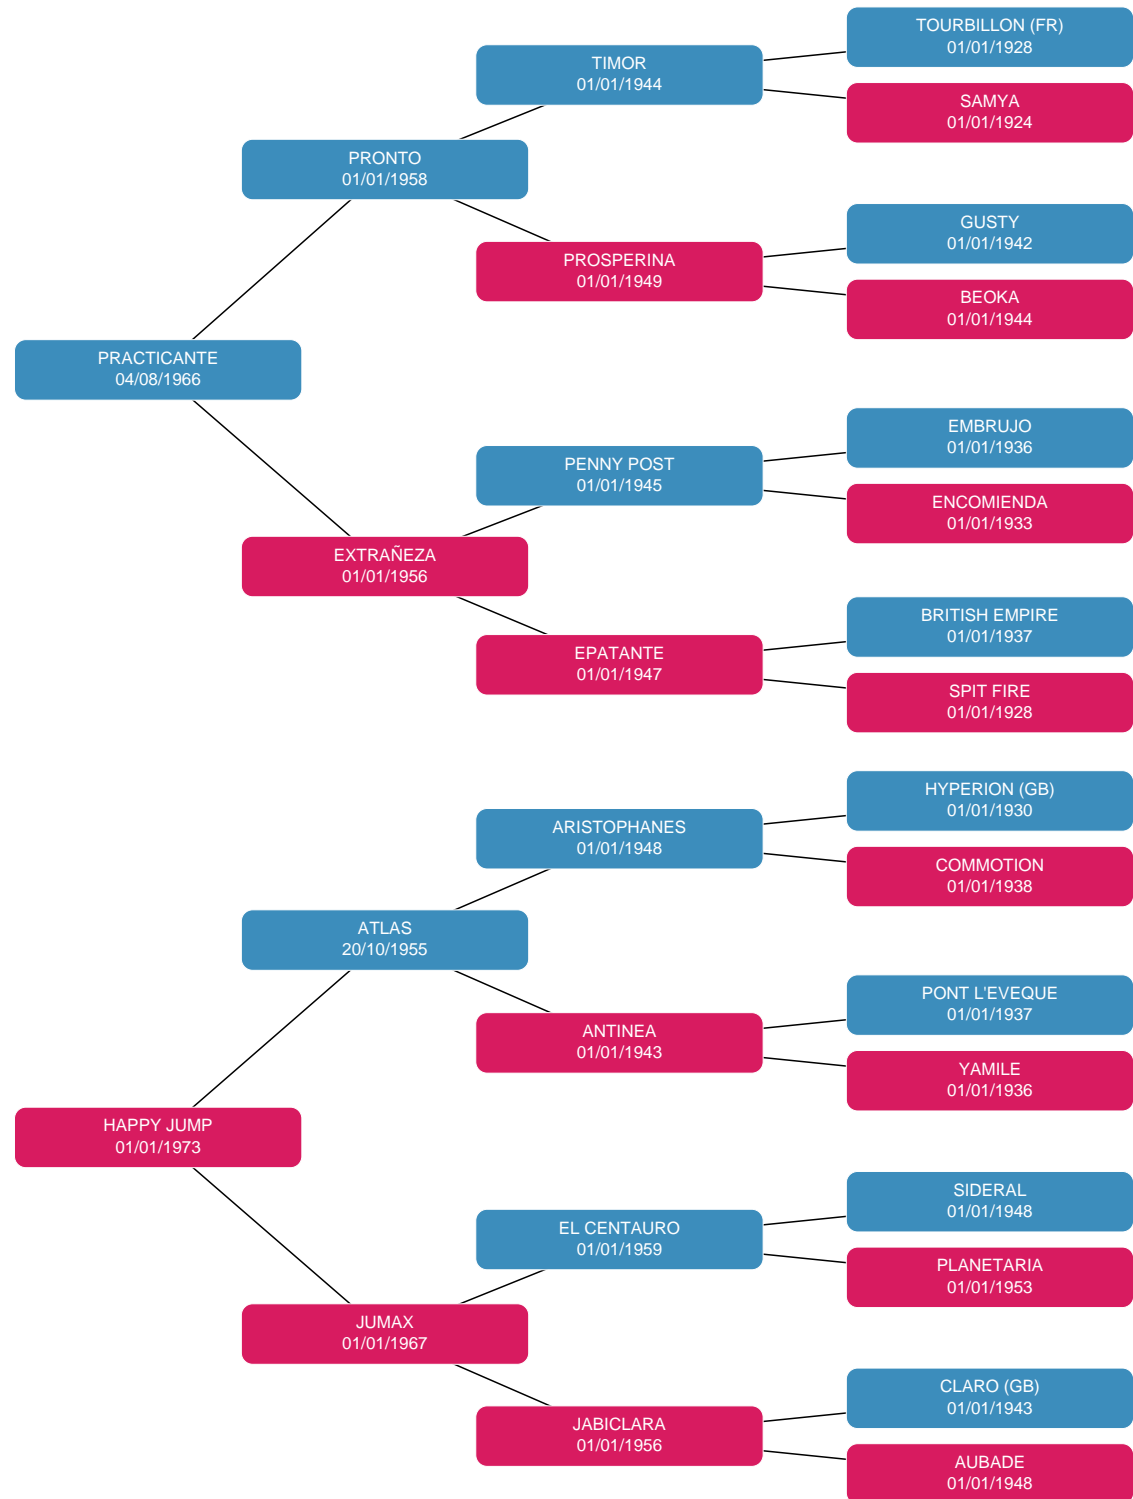 TOURBILLON (FR)
01/01/1928
TIMOR
01/01/1944
SAMYA
01/01/1924
PRONTO
01/01/1958
GUSTY
01/01/1942
PROSPERINA
01/01/1949
BEOKA
01/01/1944
PRACTICANTE
04/08/1966
EMBRUJO
01/01/1936
PENNY POST
01/01/1945
ENCOMIENDA
01/01/1933
EXTRAÑEZA
01/01/1956
BRITISH EMPIRE
01/01/1937
EPATANTE
01/01/1947
SPIT FIRE
01/01/1928
HYPERION (GB)
01/01/1930
ARISTOPHANES
01/01/1948
COMMOTION
01/01/1938
ATLAS
20/10/1955
PONT L'EVEQUE
01/01/1937
ANTINEA
01/01/1943
YAMILE
01/01/1936
HAPPY JUMP
01/01/1973
SIDERAL
01/01/1948
EL CENTAURO
01/01/1959
PLANETARIA
01/01/1953
JUMAX
01/01/1967
CLARO (GB)
01/01/1943
JABICLARA
01/01/1956
AUBADE
01/01/1948